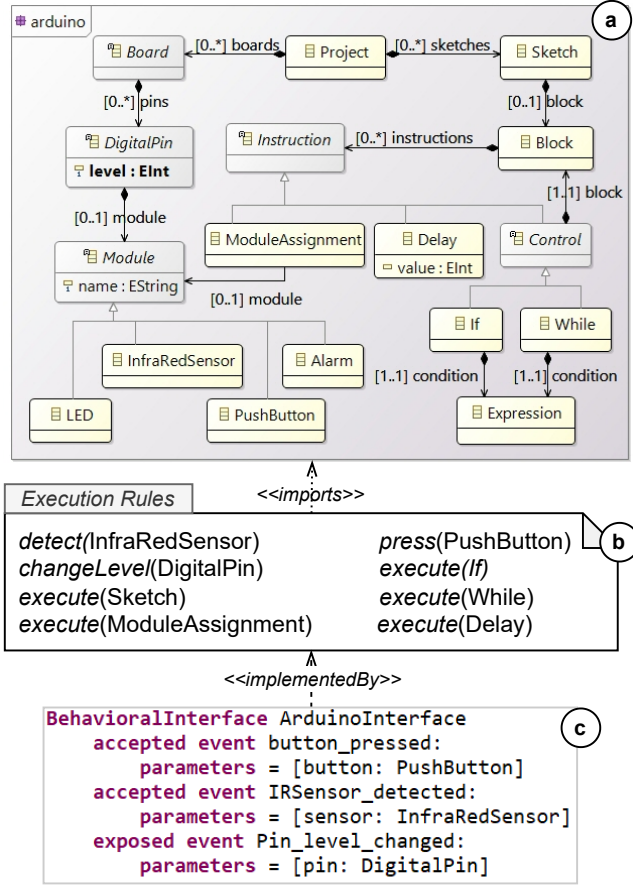 arduino
a
Board
[0..*] boards
Project
[0..*] sketches
Sketch
[0..*] pins
[0..1] block
DigitalPin
level : EInt
Instruction
[0..*] instructions
Block
[0..1] module
[1..1] block
Module
name : EString
ModuleAssignment
Delay
value : EInt
Control
[0..1] module
InfraRedSensor
Alarm
If
While
[1..1] condition
[1..1] condition
LED
PushButton
Expression
<<imports>>
Execution Rules
b
detect(InfraRedSensor)
press(PushButton)
changeLevel(DigitalPin)
execute(If)
execute(Sketch)
execute(While)
execute(ModuleAssignment)
execute(Delay)
<<implementedBy>>
c
BehavioralInterface ArduinoInterface
accepted event button_pressed:
parameters = [button: PushButton]
accepted event IRSensor_detected:
parameters = [sensor: InfraRedSensor]
exposed event Pin_level_changed:
parameters = [pin: DigitalPin]